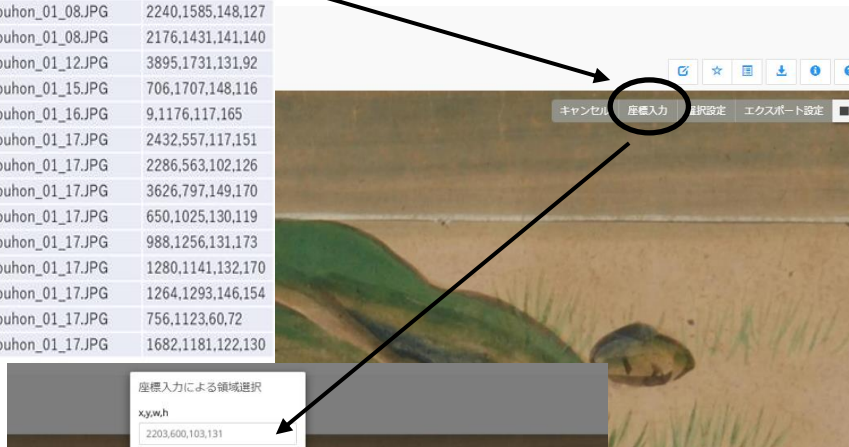 ouhon_01_08.JPG 2240,1585,148,127
ouhon_01_08.JPG 2176,1431,141,140
ouhon_01_12.JPG 3895,1731,131,92
ouhon_01_15.JPG 706,1707,148,116
ouhon_01_16.JPG 9,1176,117,165
ouhon_01_17.JPG 2432,557,117,151
ouhon_01_17.JPG 2286,563,102,126
ouhon_01_17.JPG 3626,797,149,170
ouhon_01_17.JPG 650,1025,130,119
ouhon_01_17.JPG 988,1256,131,173
ouhon_01_17.JPG 1280,1141,132,170
ouhon_01_17.JPG 1264,1293,146,154
ouhon_01_17.JPG 756,1123,60,72
ouhon_01_17.JPG 1682,1181,122,130
キャンセル 座標入力 選択設定 エクスポート設定
座標入力による領域選択
x,y,w,h
2203,600,103,131